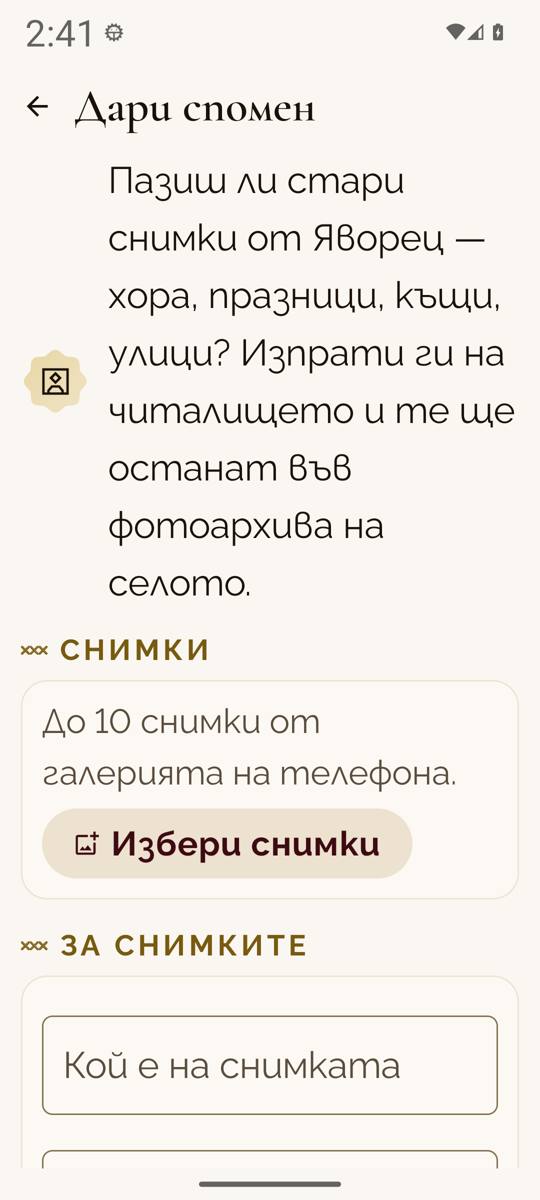 2:41
Дари спомен
Пазиш ли стари
снимки от Яворец —
хора, празници, къщи,
улици? Изпрати ги на
читалището и те ще
останат във
фотоархива на
селото.
СНИМКИ
До 10 снимки от
галерията на телефона.
Избери снимки
ЗА СНИМКИТЕ
Кой е на снимката